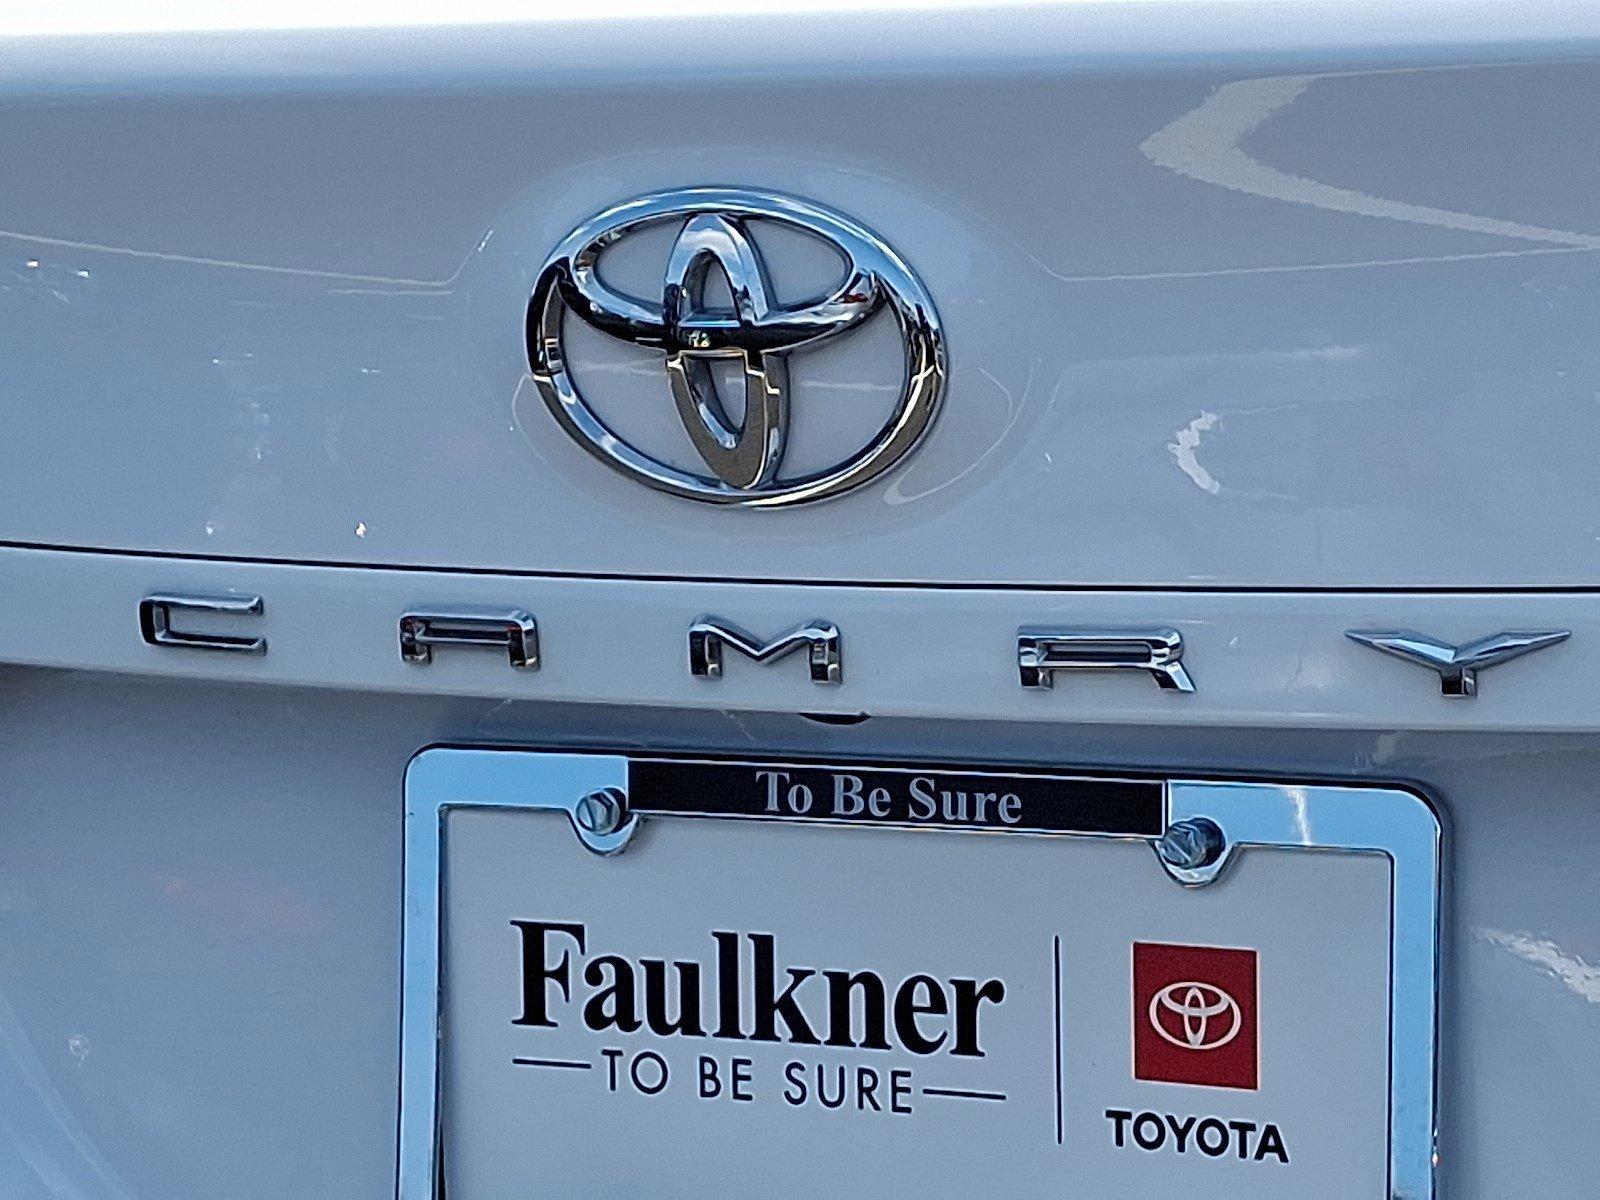 CAMRY
To Be Sure
Faulkner
TO BE SURE
TOYOTA